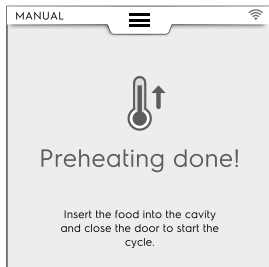 MANUAL
Preheating done!
Insert the food into the cavity
and close the door to start the
cycle.